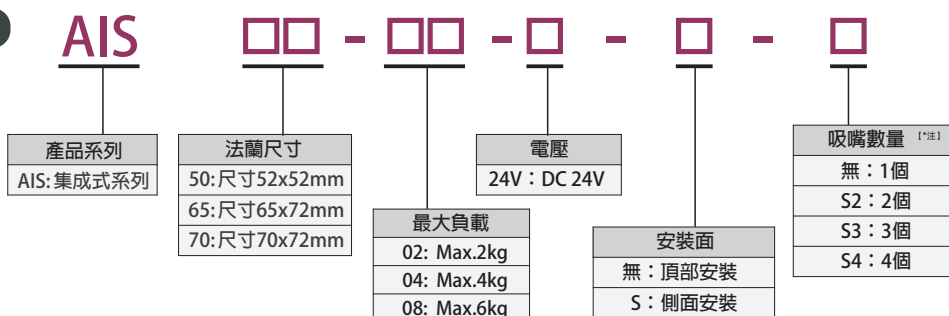 AIS □□ - □□ - □ - □ - □
產品系列
AIS:集成式系列
法蘭尺寸
50:尺寸52x52mm
65:尺寸65x72mm
70:尺寸70x72mm
最大負載
02: Max.2kg
04: Max.4kg
08: Max.6kg
電壓
24V：DC 24V
安裝面
無：頂部安裝
S：側面安裝
吸嘴數量 【*注】
無：1個
S2：2個
S3：3個
S4：4個